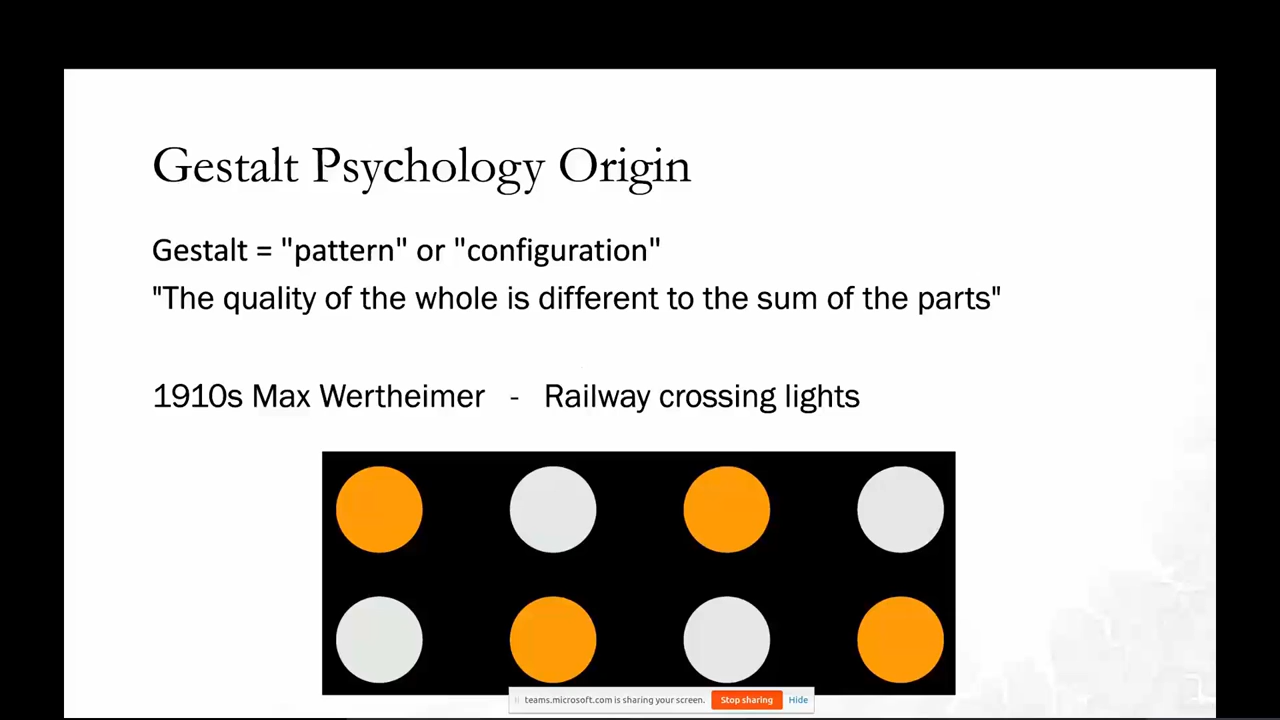 Gestalt Psychology Origin
Gestalt = "pattern" or "configuration"
"The quality of the whole is different to the sum of the parts"
1910s Max Wertheimer - Railway crossing lights
teams.microsoft.com is sharing your screen. Stop sharing Hide